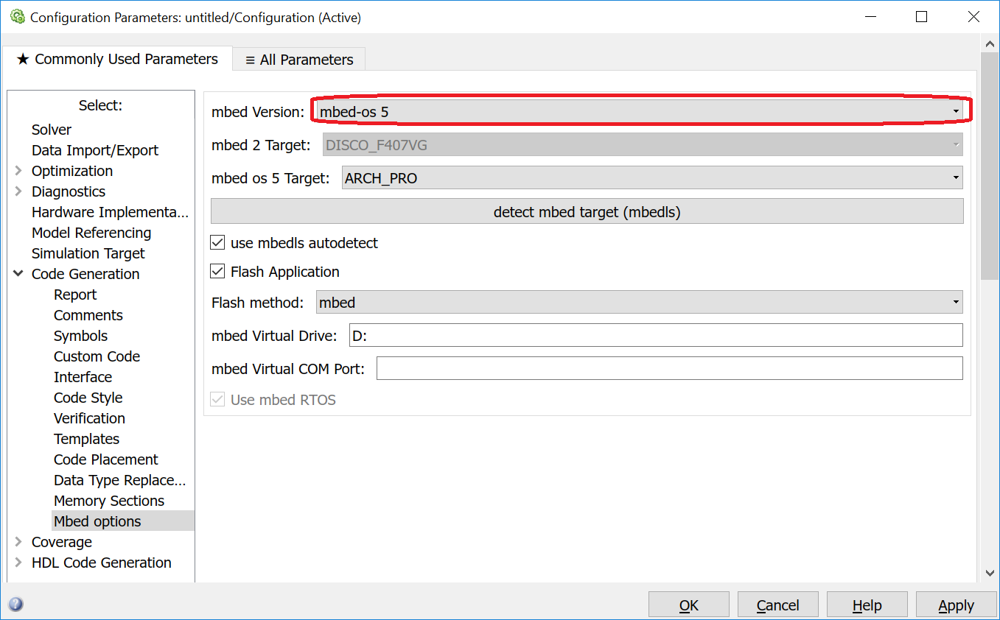 Configuration Parameters: untitled/Configuration (Active)
★ Commonly Used Parameters
≡ All Parameters
Select:
Solver
Data Import/Export
Optimization
Diagnostics
Hardware Implementa...
Model Referencing
Simulation Target
Code Generation
Report
Comments
Symbols
Custom Code
Interface
Code Style
Verification
Templates
Code Placement
Data Type Replace...
Memory Sections
Mbed options
Coverage
HDL Code Generation
mbed Version: mbed-os 5
mbed 2 Target: DISCO_F407VG
mbed os 5 Target: ARCH_PRO
detect mbed target (mbedls)
use mbedls autodetect
Flash Application
Flash method: mbed
mbed Virtual Drive: D:
mbed Virtual COM Port:
Use mbed RTOS
?
OK
Cancel
Help
Apply